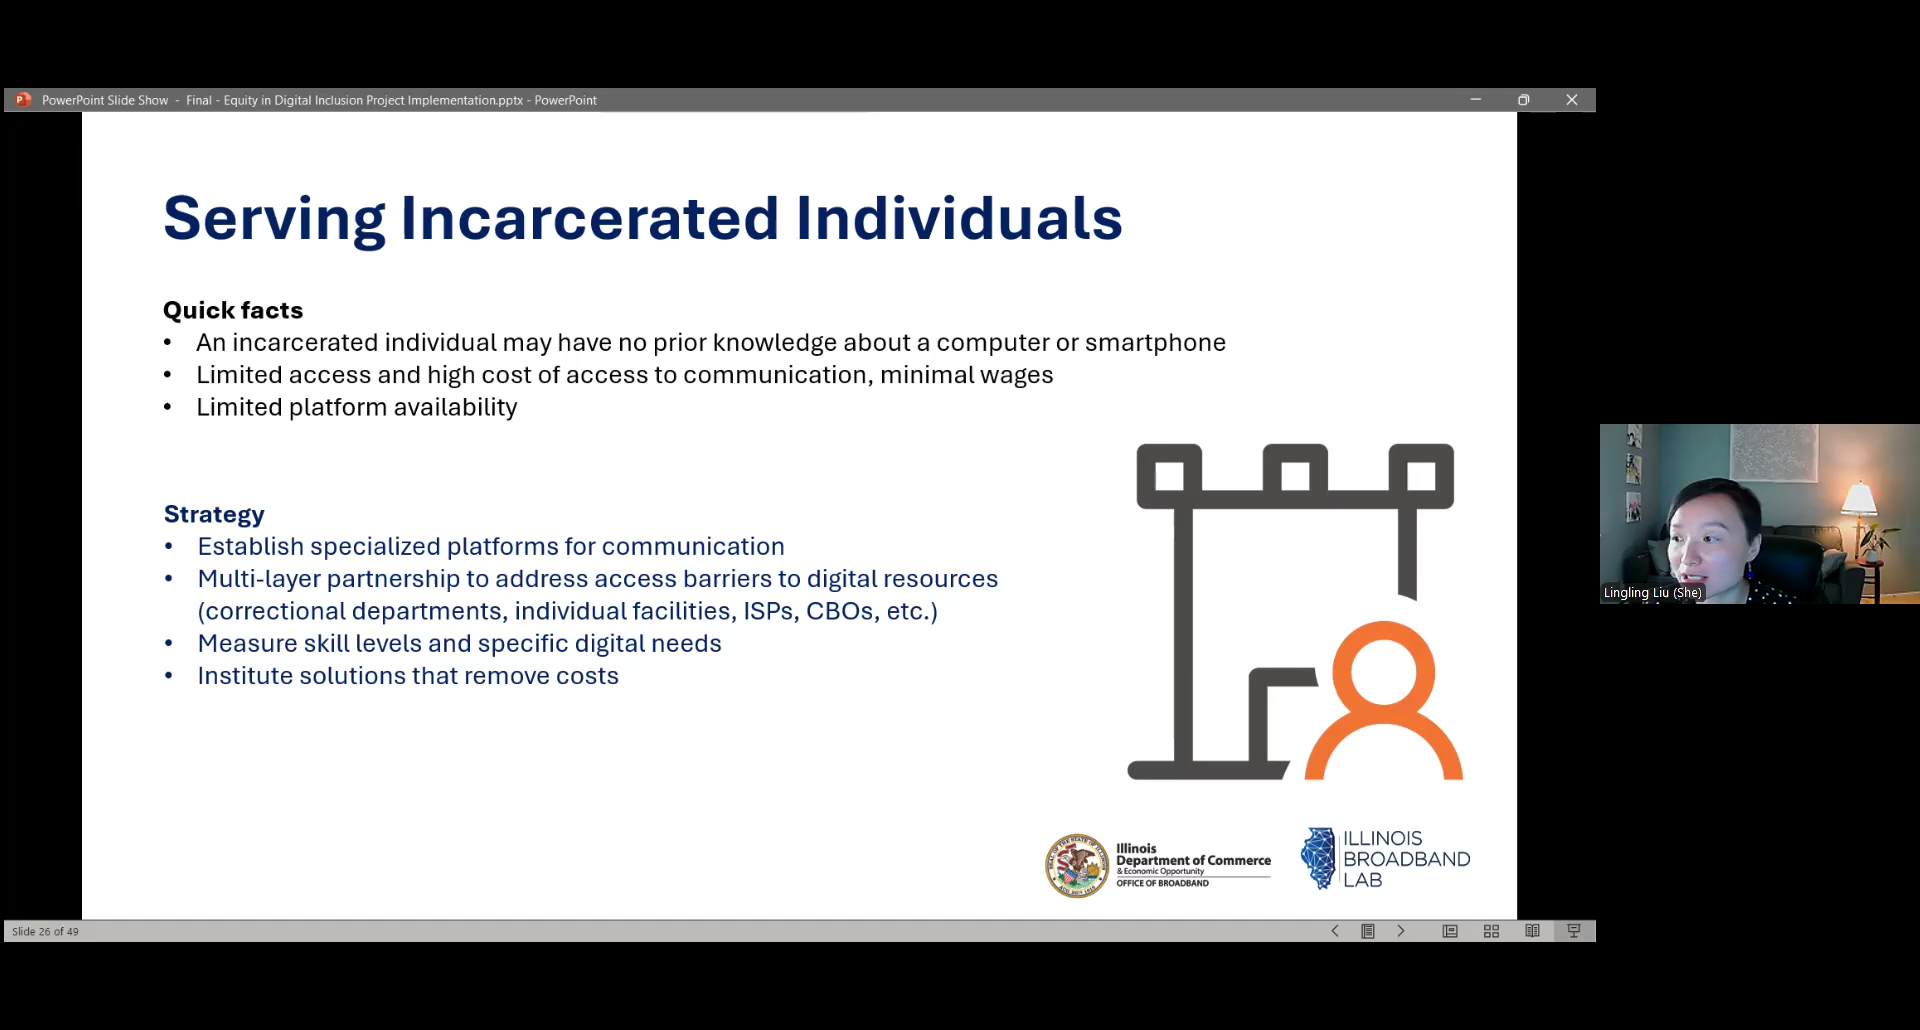 PowerPoint Slide Show - Final - Equity in Digital Inclusion Project Implementation.pptx - PowerPoint
Serving Incarcerated Individuals
Quick facts
• An incarcerated individual may have no prior knowledge about a computer or smartphone
• Limited access and high cost of access to communication, minimal wages
• Limited platform availability
Strategy
• Establish specialized platforms for communication
• Multi-layer partnership to address access barriers to digital resources
(correctional departments, individual facilities, ISPs, CBOs, etc.)
• Measure skill levels and specific digital needs
• Institute solutions that remove costs
Lingling Liu (She)
Illinois
Department of Commerce
& Economic Opportunity
OFFICE OF BROADBAND
ILLINOIS
BROADBAND
LAB
Slide 26 of 49